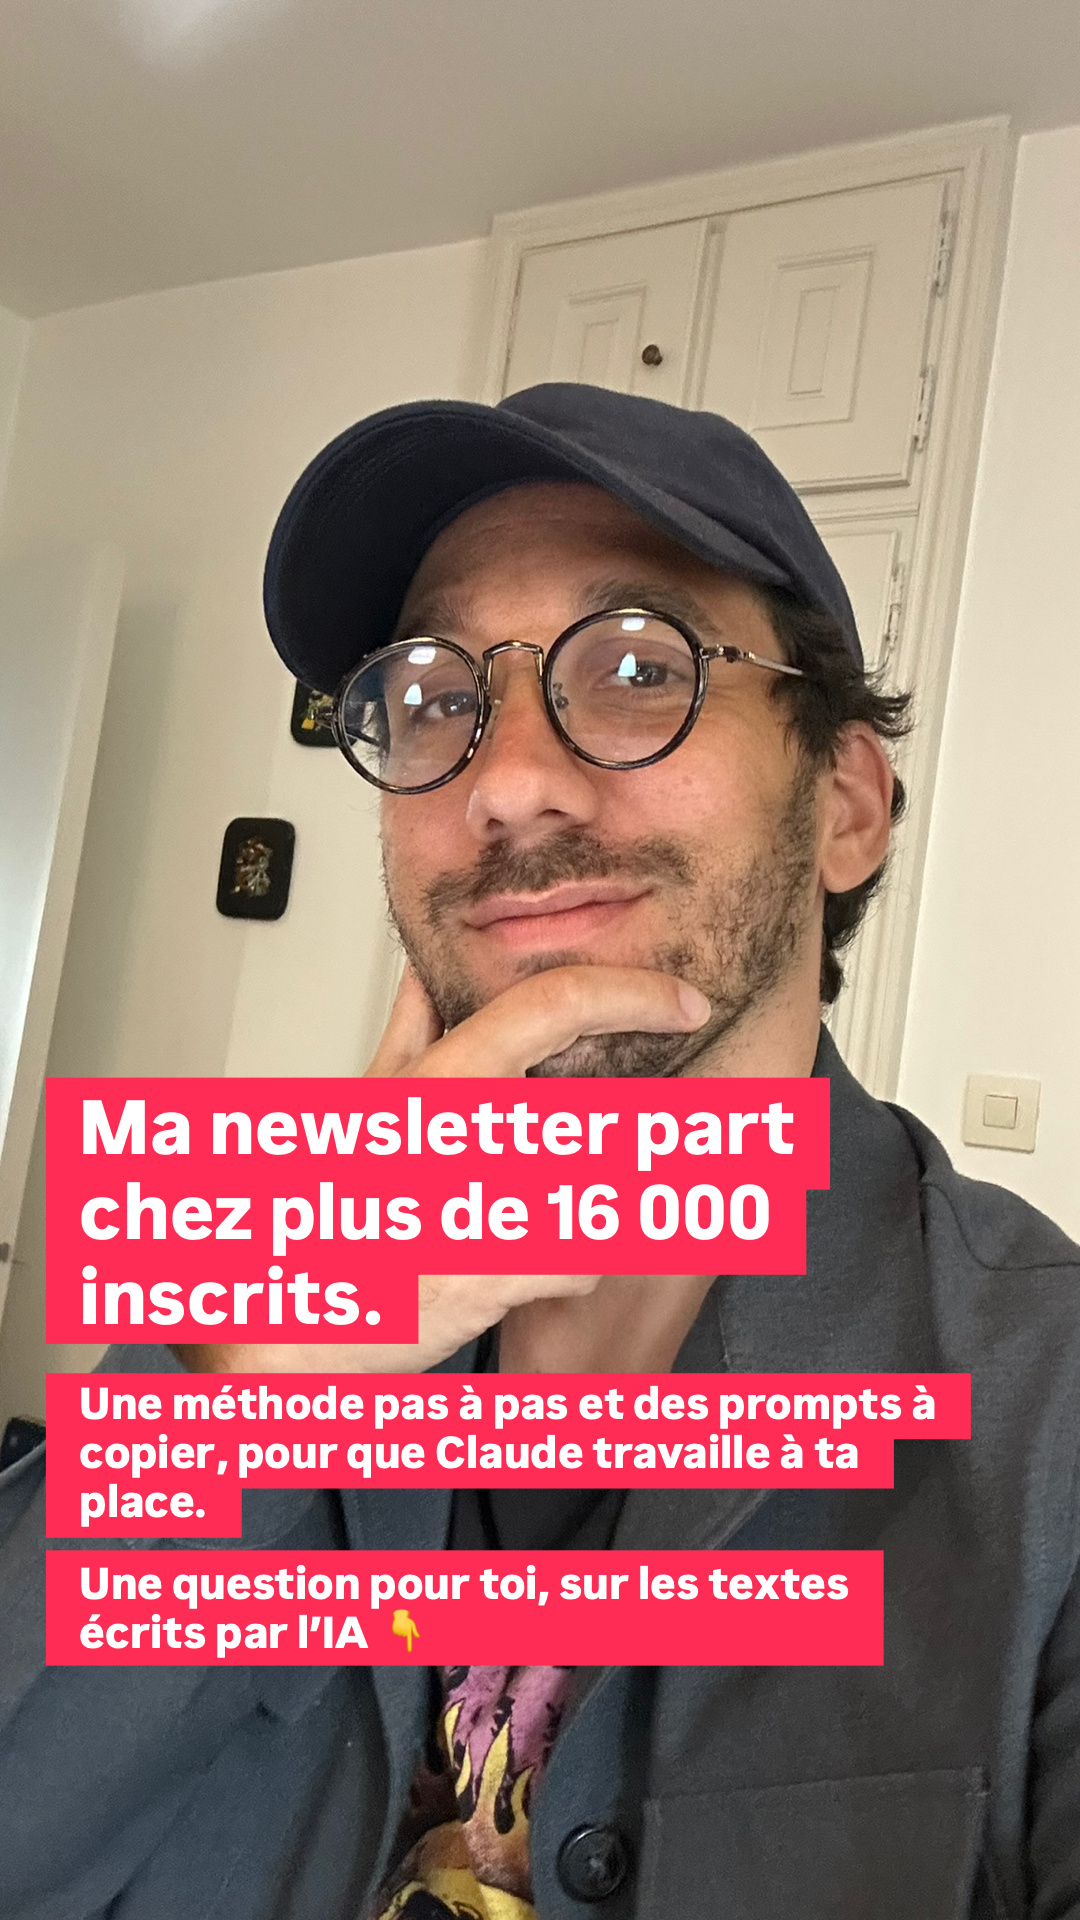 Ma newsletter part
chez plus de 16 000
inscrits.
Une méthode pas à pas et des prompts à
copier, pour que Claude travaille à ta
place.
Une question pour toi, sur les textes
écrits par l’IA 👇